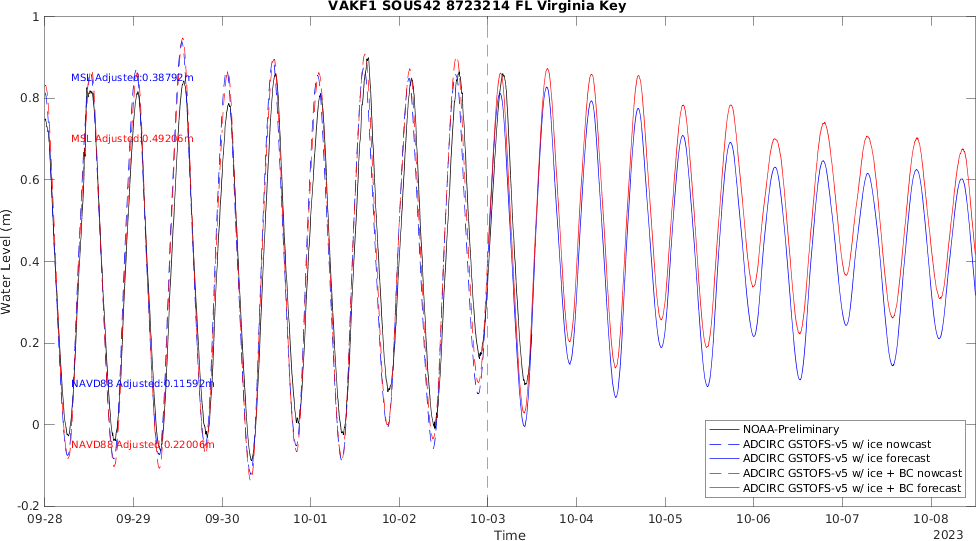 VAKF1 SOUS42 8723214 FL Virginia Key
1
0.8
0.6
0.4
0.2
0
-0.2
Water Level (m)
MSL Adjusted:0.38792m
MSL Adjusted:0.49206m
NAVD88 Adjusted:0.11592m
NAVD88 Adjusted:0.22006m
NOAA-Preliminary
ADCIRC GSTOFS-v5 w/ ice nowcast
ADCIRC GSTOFS-v5 w/ ice forecast
ADCIRC GSTOFS-v5 w/ ice + BC nowcast
ADCIRC GSTOFS-v5 w/ ice + BC forecast
09-28 09-29 09-30 10-01 10-02 10-03 10-04 10-05 10-06 10-07 10-08
Time
2023